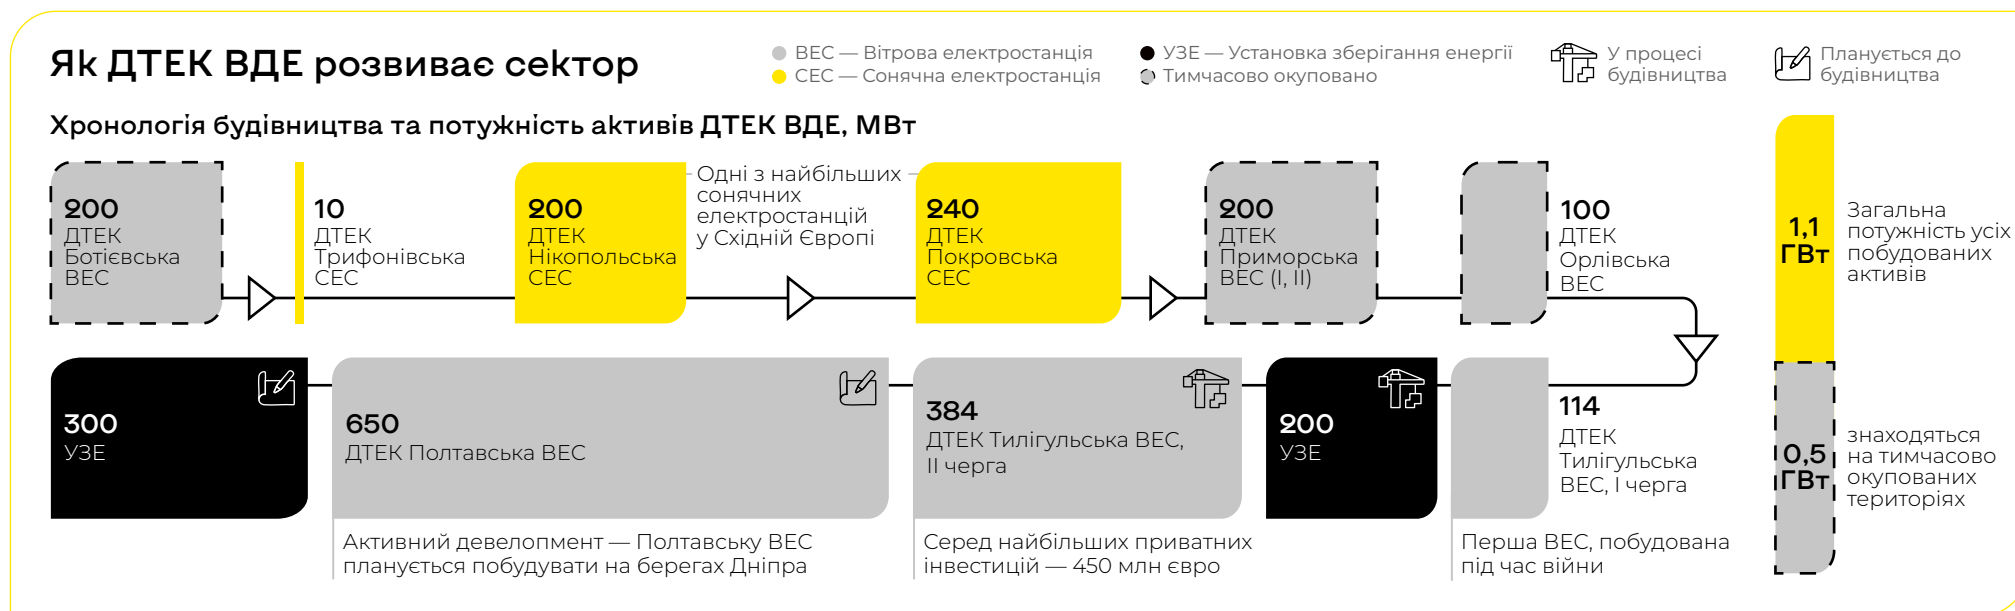 Як ДТЕК ВДЕ розвиває сектор
ВЕС — Вітрова електростанція
СЕС — Сонячна електростанція
УЗЕ — Установка зберігання енергії
Тимчасово окуповано
У процесі
будівництва
Планується до
будівництва
Хронологія будівництва та потужність активів ДТЕК ВДЕ, МВт
200
ДТЕК
Ботієвська
ВЕС
10
ДТЕК
Трифонівська
СЕС
200
ДТЕК
Нікопольська
СЕС
Одні з найбільших
сонячних
електростанцій
у Східній Європі
240
ДТЕК
Покровська
СЕС
200
ДТЕК
Приморська
ВЕС (I, II)
100
ДТЕК
Орлівська
ВЕС
1,1
ГВт
Загальна
потужність усіх
побудованих
активів
300
УЗЕ
650
ДТЕК Полтавська ВЕС
384
ДТЕК Тилігульська ВЕС,
II черга
200
УЗЕ
114
ДТЕК
Тилігульська
ВЕС, I черга
0,5
ГВт
знаходяться
на тимчасово
окупованих
територіях
Активний девелопмент — Полтавську ВЕС
планується побудувати на берегах Дніпра
Серед найбільших приватних
інвестицій — 450 млн євро
Перша ВЕС, побудована
під час війни